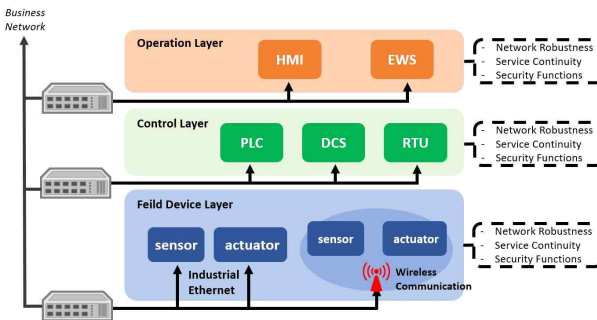 Business
Network
Operation Layer
HMI
EWS
- Network Robustness
- Service Continuity
- Security Functions
Control Layer
PLC
DCS
RTU
- Network Robustness
- Service Continuity
- Security Functions
Feild Device Layer
sensor
actuator
sensor
actuator
Industrial
Ethernet
Wireless
Communication
- Network Robustness
- Service Continuity
- Security Functions